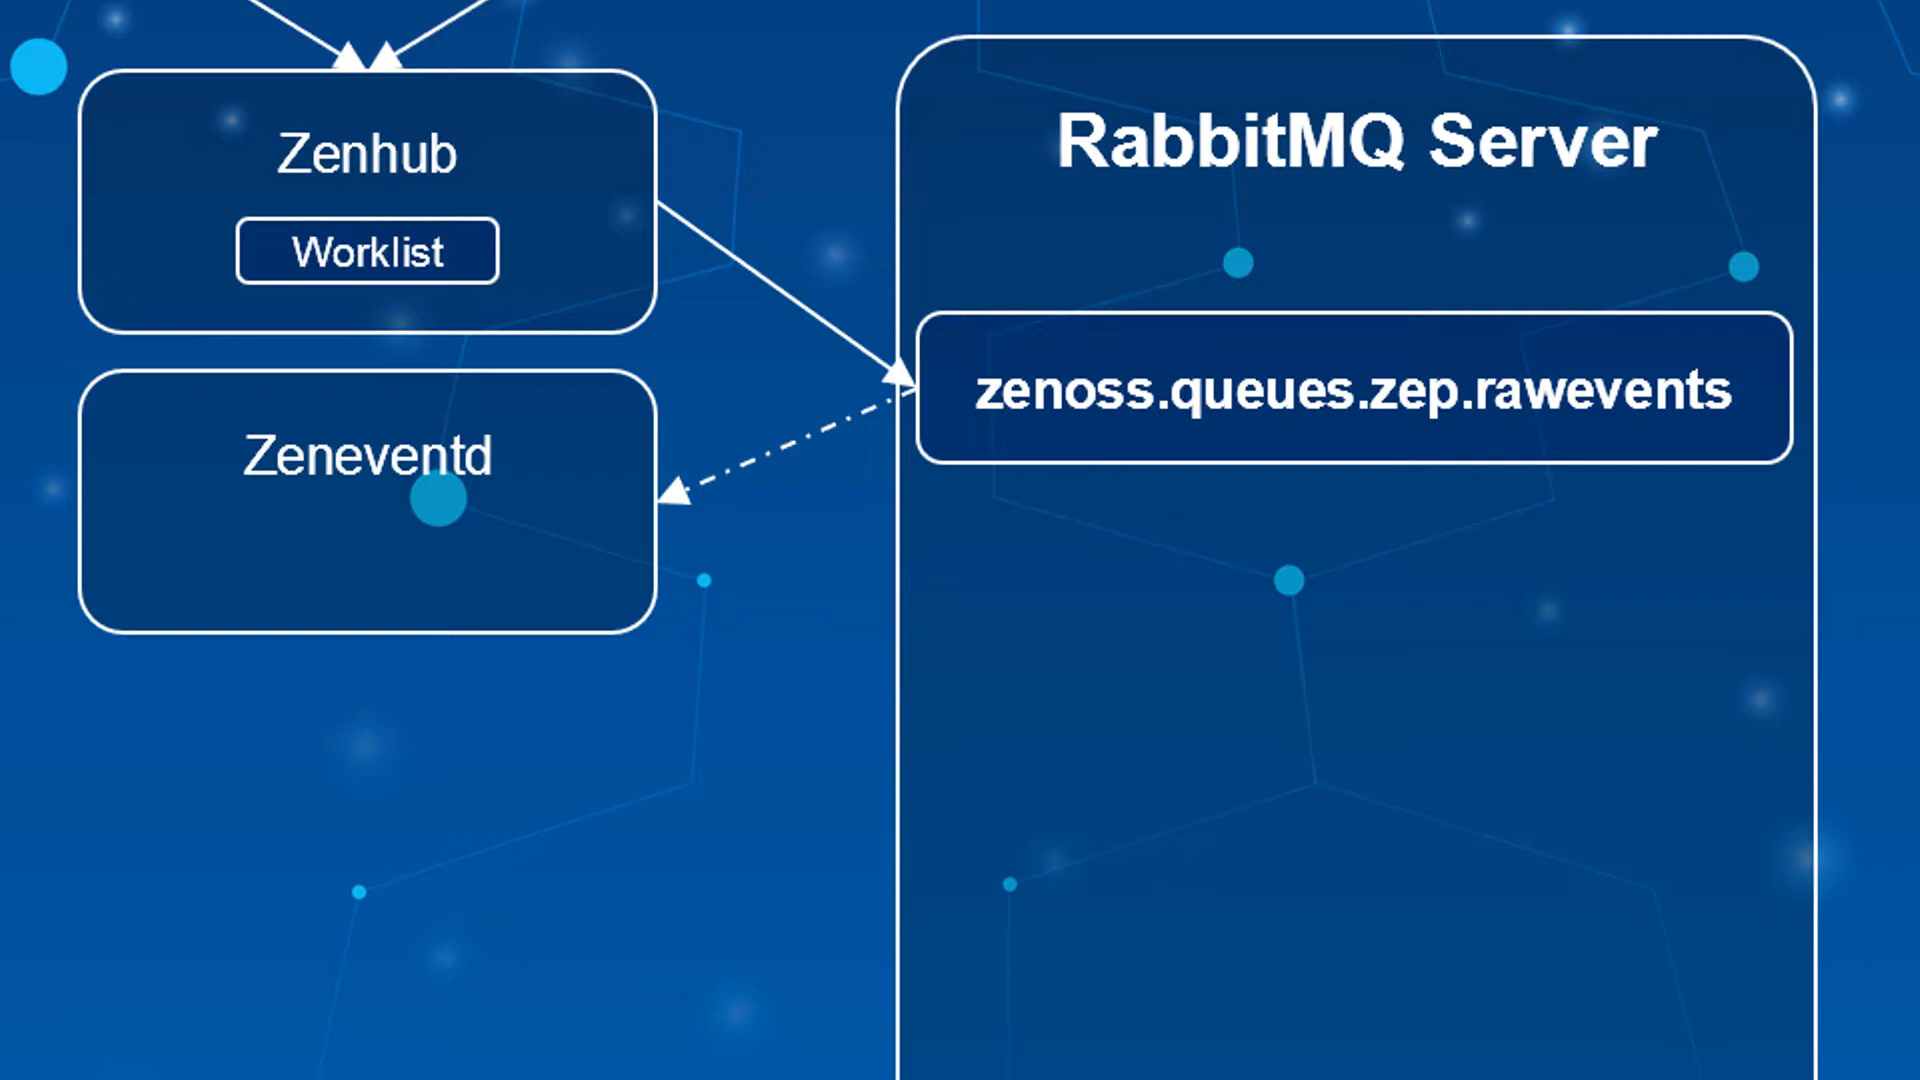 Zenhub
Worklist
Zeneventd
RabbitMQ Server
zenoss.queues.zep.rawevents